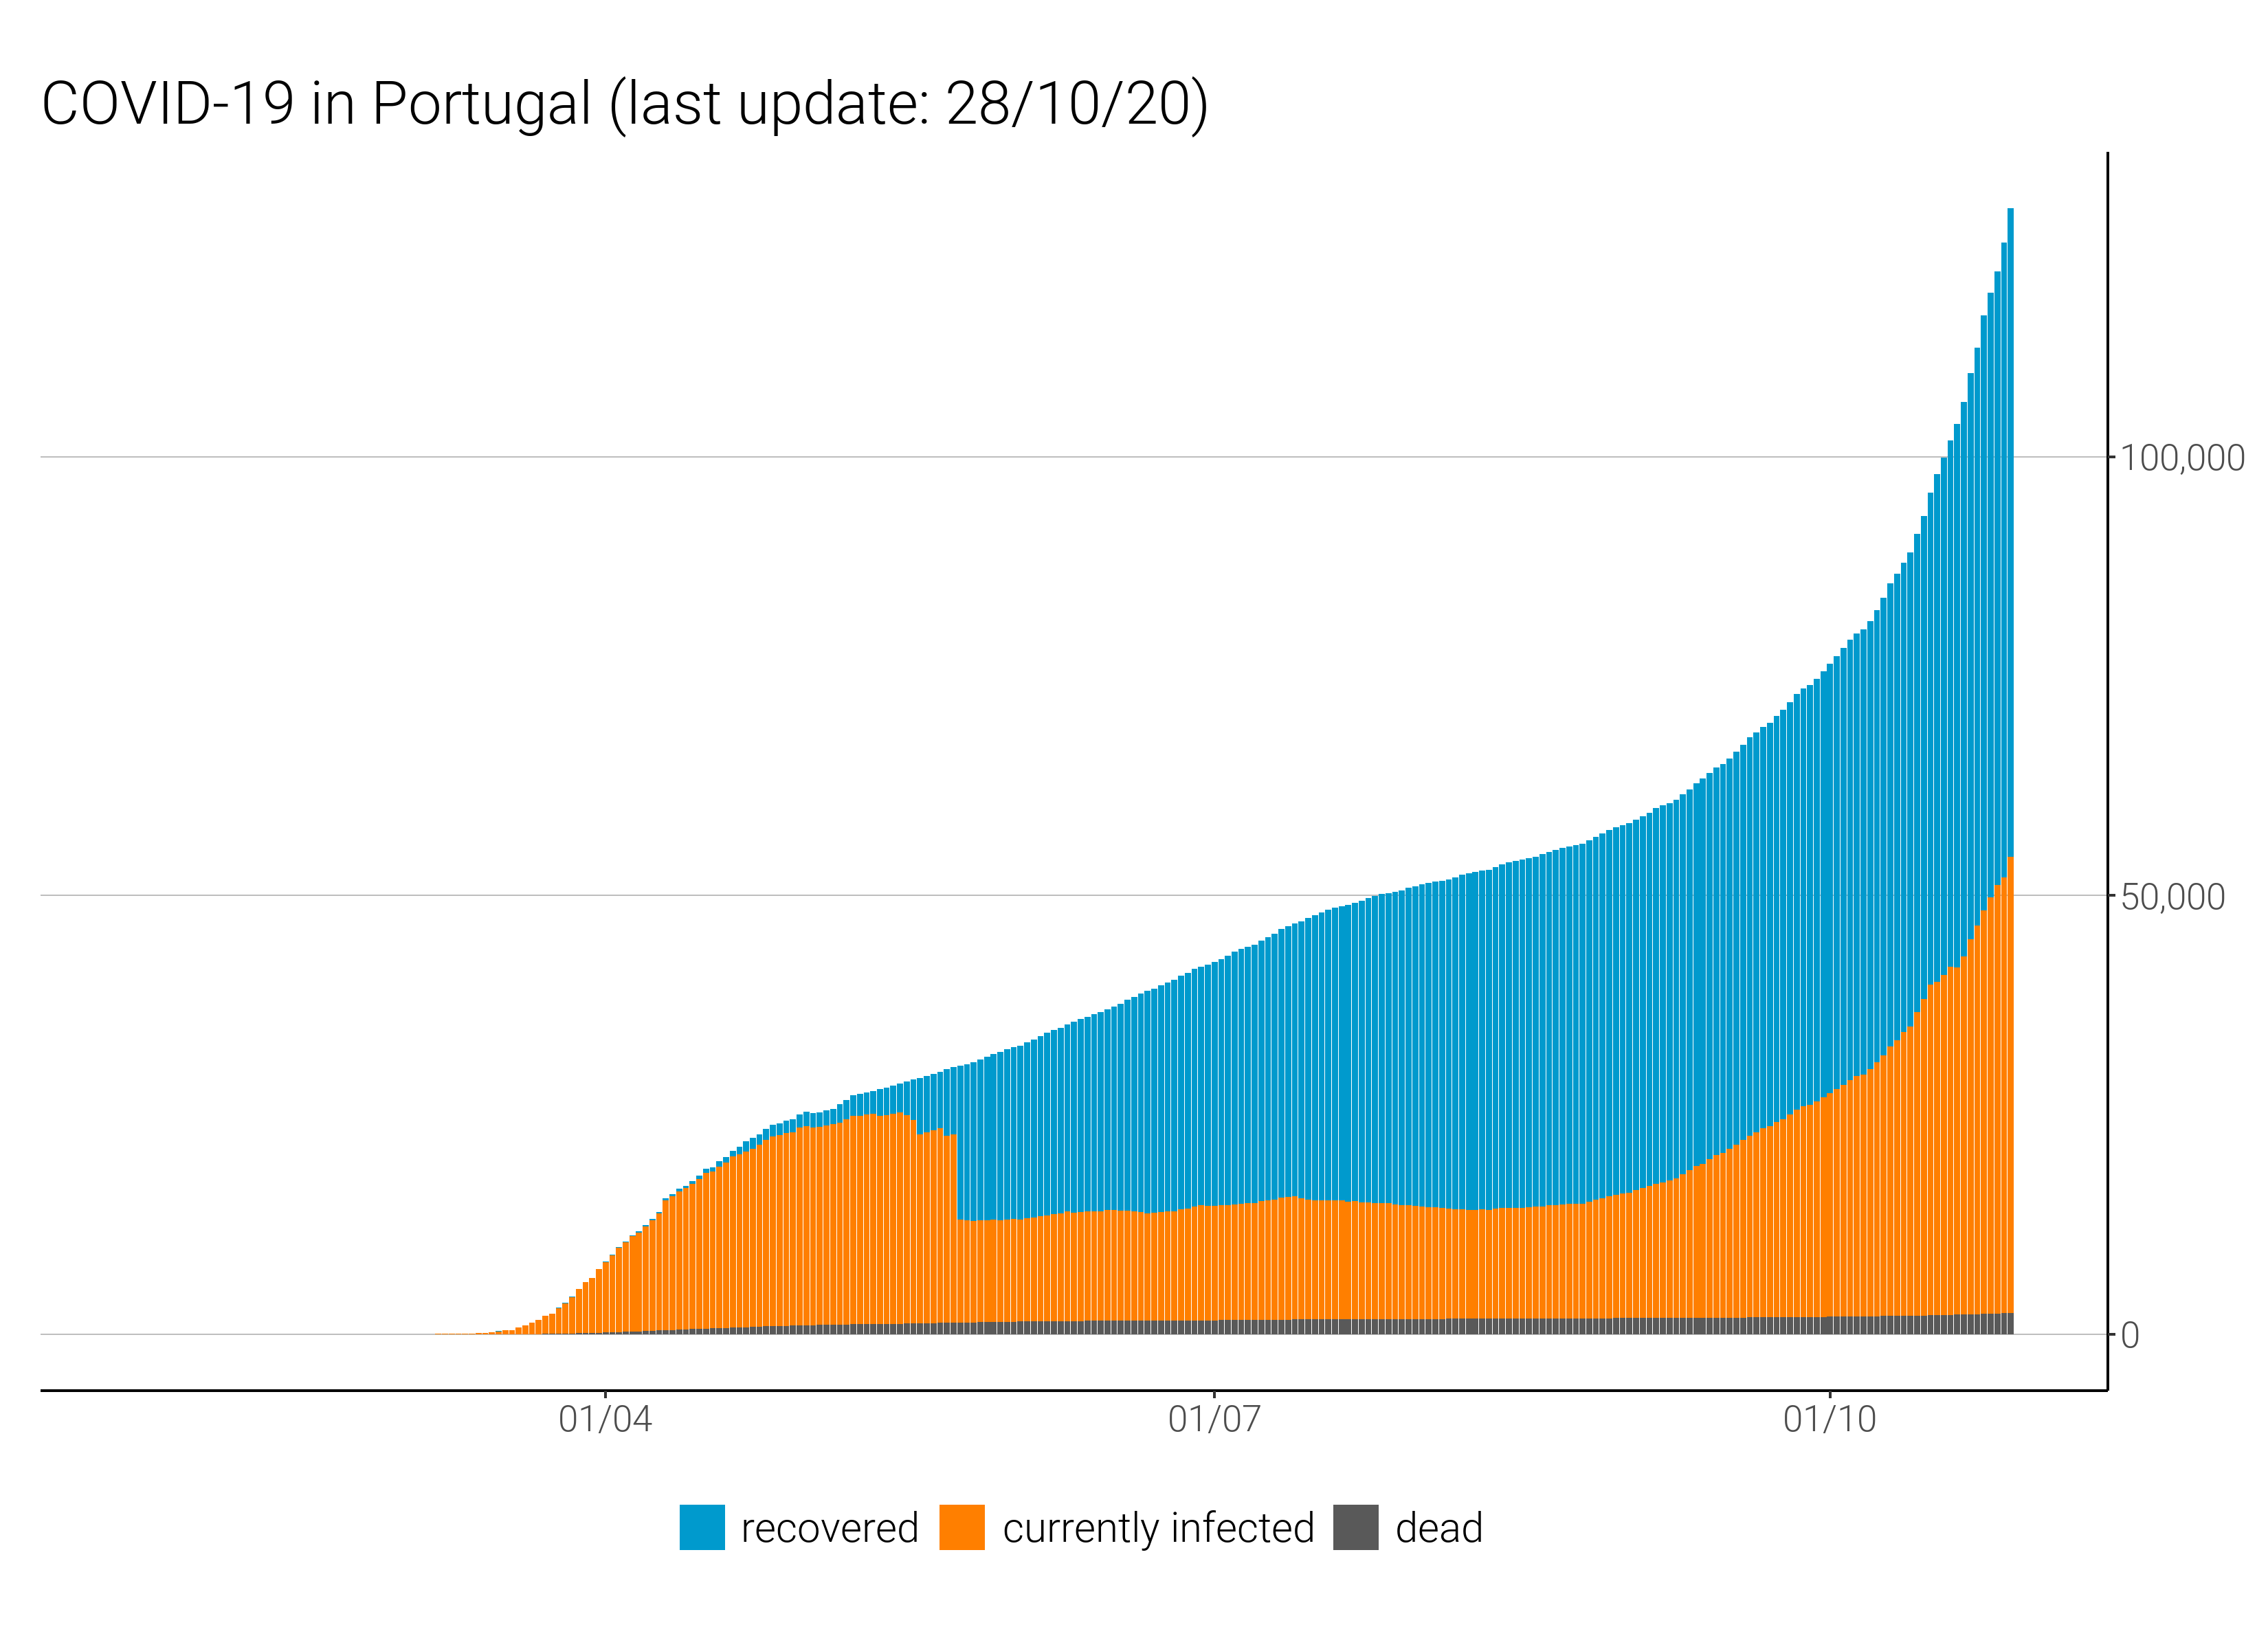 COVID-19 in Portugal (last update: 28/10/20)
100,000
50,000
0
01/04 01/07 01/10
recovered currently infected dead